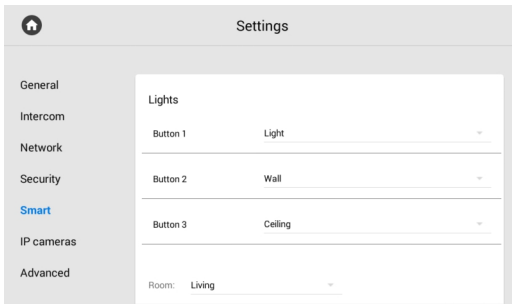 Settings
General
Intercom
Network
Security
Smart
IP cameras
Advanced
Lights
Button 1 Light
Button 2 Wall
Button 3 Ceiling
Room: Living